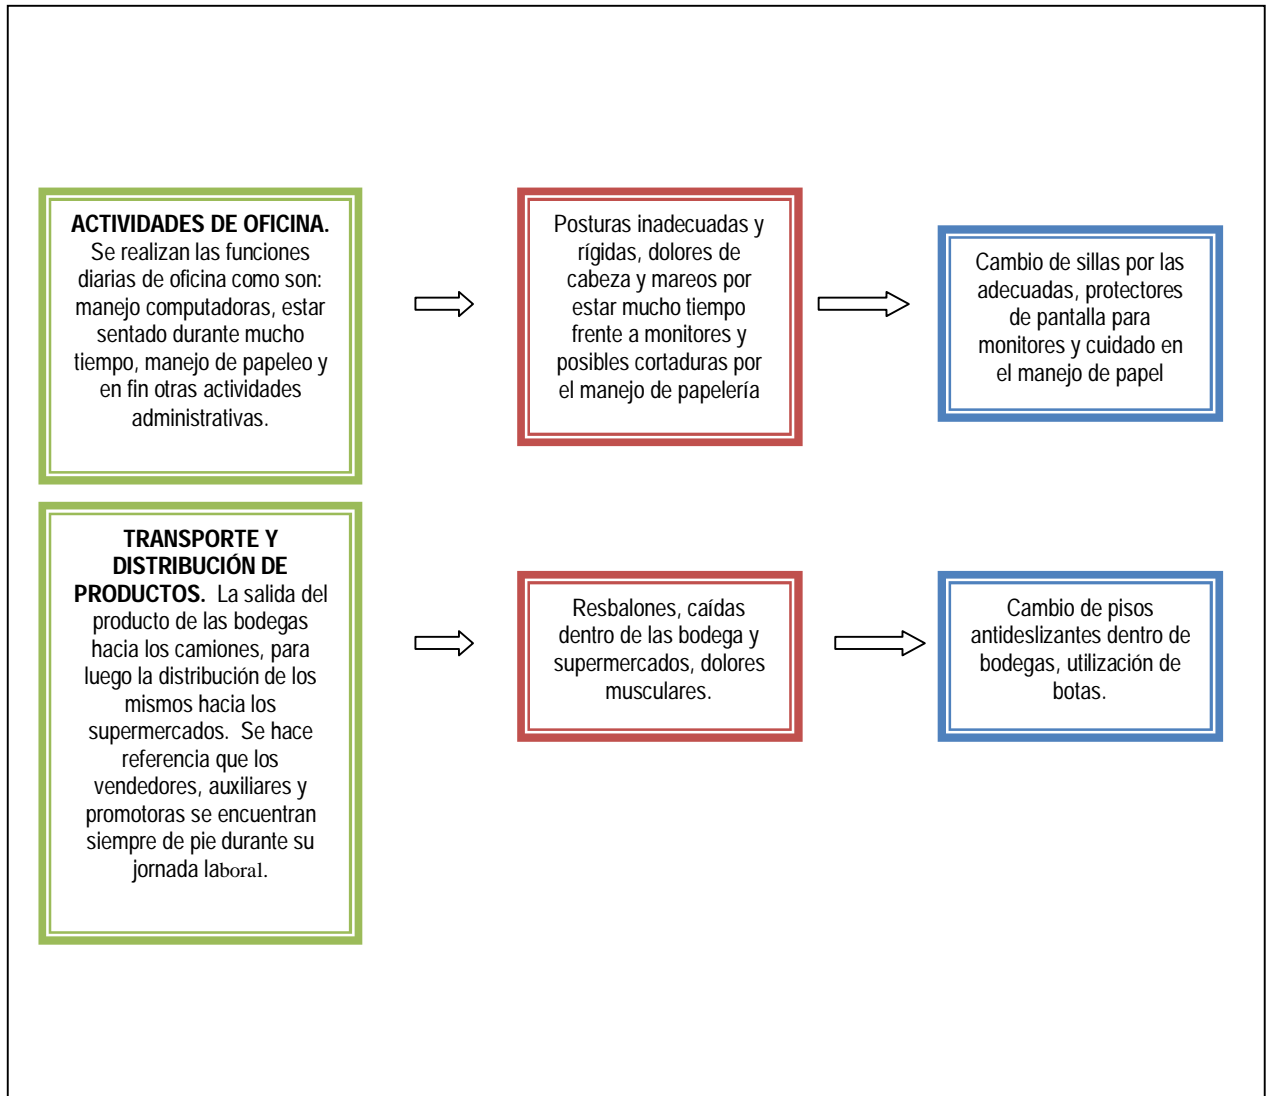 ACTIVIDADES DE OFICINA.
Se realizan las funciones
diarias de oficina como son:
manejo computadoras, estar
sentado durante mucho
tiempo, manejo de papeleo y
en fin otras actividades
administrativas.
Posturas inadecuadas y
rígidas, dolores de
cabeza y mareos por
estar mucho tiempo
frente a monitores y
posibles cortaduras por
el manejo de papelería
Cambio de sillas por las
adecuadas, protectores
de pantalla para
monitores y cuidado en
el manejo de papel
TRANSPORTE Y
DISTRIBUCIÓN DE
PRODUCTOS. La salida del
producto de las bodegas
hacia los camiones, para
luego la distribución de los
mismos hacia los
supermercados. Se hace
referencia que los
vendedores, auxiliares y
promotoras se encuentran
siempre de pie durante su
jornada laboral.
Resbalones, caídas
dentro de las bodega y
supermercados, dolores
musculares.
Cambio de pisos
antideslizantes dentro de
bodegas, utilización de
botas.